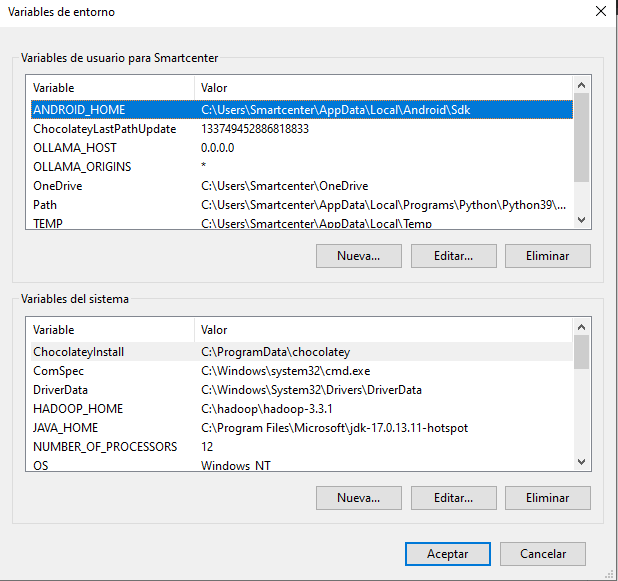 Variables de entorno
Variables de usuario para Smartcenter
Variable Valor
ANDROID_HOME C:\Users\Smartcenter\AppData\Local\Android\Sdk
ChocolateyLastPathUpdate 133749452886818833
OLLAMA_HOST 0.0.0.0
OLLAMA_ORIGINS *
OneDrive C:\Users\Smartcenter\OneDrive
Path C:\Users\Smartcenter\AppData\Local\Programs\Python\Python39\...
TEMP C:\Users\Smartcenter\AppData\Local\Temp
Nueva... Editar... Eliminar
Variables del sistema
Variable Valor
ChocolateyInstall C:\ProgramData\chocolatey
ComSpec C:\Windows\system32\cmd.exe
DriverData C:\Windows\System32\Drivers\DriverData
HADOOP_HOME C:\hadoop\hadoop-3.3.1
JAVA_HOME C:\Program Files\Microsoft\jdk-17.0.13.11-hotspot
NUMBER_OF_PROCESSORS 12
OS Windows_NT
Nueva... Editar... Eliminar
Aceptar Cancelar